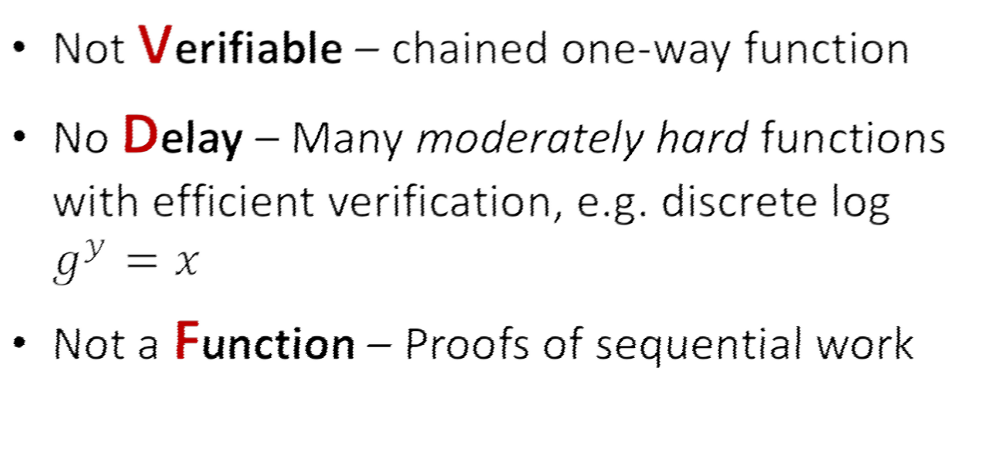 • Not Verifiable – chained one-way function
• No Delay – Many moderately hard functions
with efficient verification, e.g. discrete log
g^y = x
• Not a Function – Proofs of sequential work